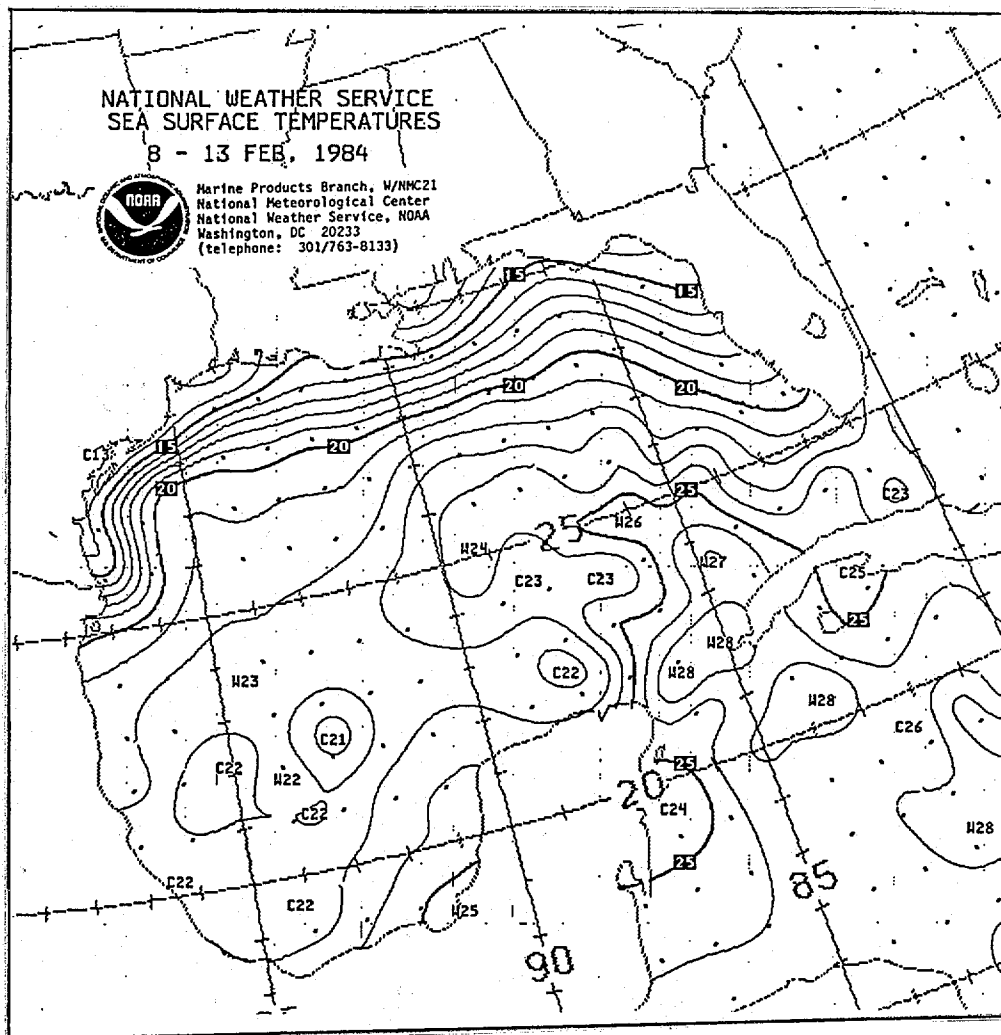 NATIONAL WEATHER SERVICE
SEA SURFACE TEMPERATURES
8 - 13 FEB, 1984
NOAA
Marine Products Branch, W/NMC21
National Meteorological Center
National Weather Service, NOAA
Washington, DC 20233
(telephone: 301/763-8133)
15
15
20
20
C13
15
20
20
25
C23
W26
25
W24
W27
C23
C23
C25
25
W28
C22
W28
W23
W28
C26
C21
C22
W22
25
20
C24
C22
W28
25
85
C22
C22
W25
90